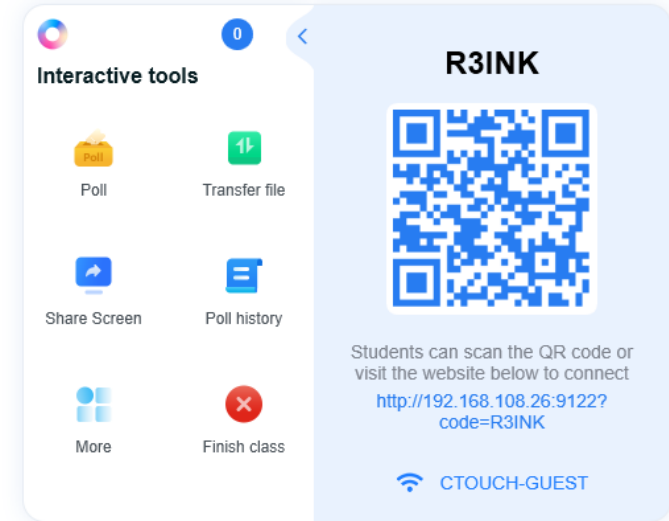 0
Interactive tools
Poll
Poll
Transfer file
Share Screen
Poll history
More
Finish class
R3INK
Students can scan the QR code or
visit the website below to connect
http://192.168.108.26:9122?
code=R3INK
CTOUCH-GUEST